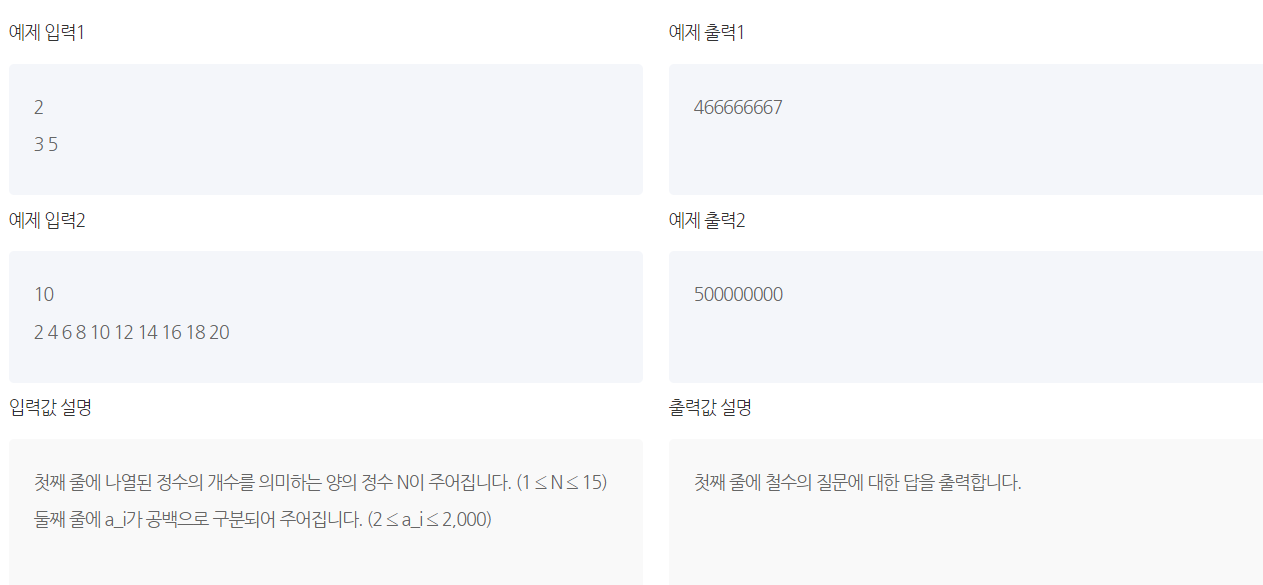 예제 입력1
예제 출력1
2
3 5
466666667
예제 입력2
예제 출력2
10
2 4 6 8 10 12 14 16 18 20
500000000
입력값 설명
출력값 설명
첫째 줄에 나열된 정수의 개수를 의미하는 양의 정수 N이 주어집니다. (1 ≤ N ≤ 15)
둘째 줄에 a_i가 공백으로 구분되어 주어집니다. (2 ≤ a_i ≤ 2,000)
첫째 줄에 철수의 질문에 대한 답을 출력합니다.